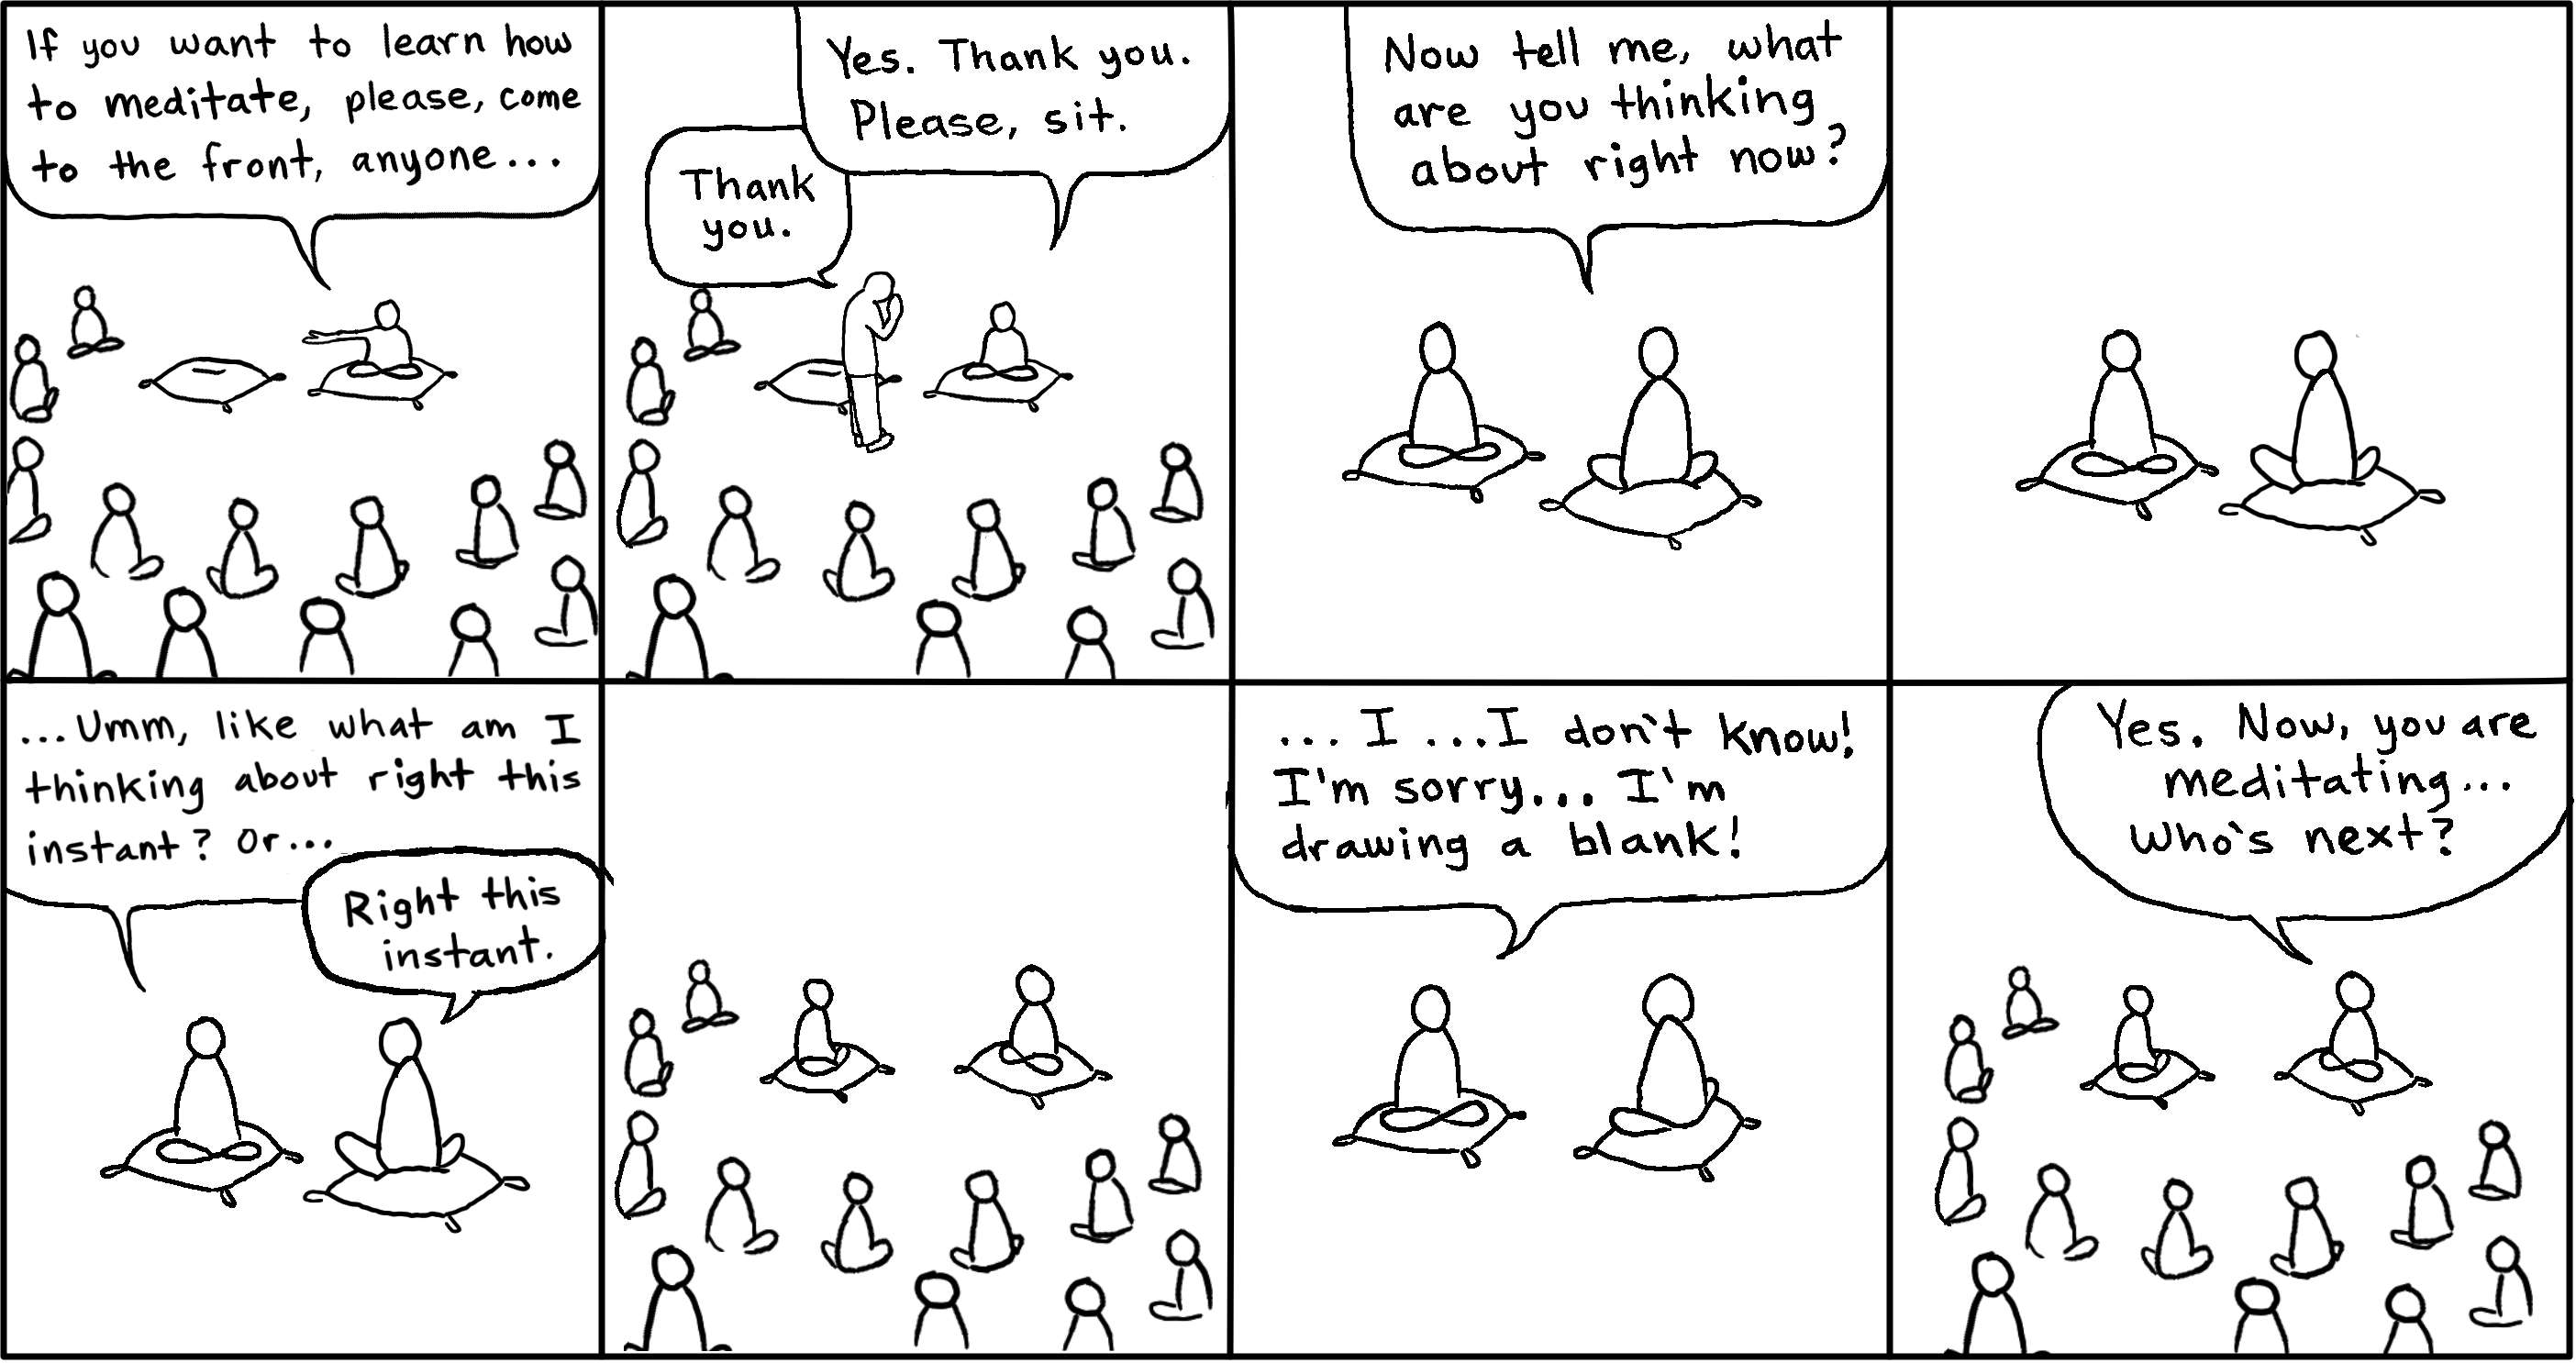 If you want to learn how
to meditate, please, come
to the front, anyone...
Thank
you.
Yes. Thank you.
Please, sit.
Now tell me, what
are you thinking
about right now?
...Umm, like what am I
thinking about right this
instant? Or...
Right this
instant.
...I...I don't know!
I'm sorry... I'm
drawing a blank!
Yes. Now, you are
meditating...
Who's next?